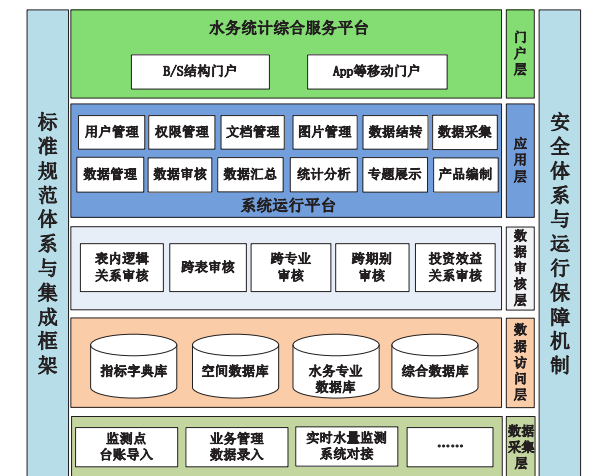 标准规范体系与集成框架
水务统计综合服务平台
B/S结构门户
App等移动门户
门户层
用户管理
权限管理
文档管理
图片管理
数据结转
数据采集
数据管理
数据审核
数据汇总
统计分析
专题展示
产品编制
系统运行平台
应用层
表内逻辑
关系审核
跨表审核
跨专业
审核
跨期别
审核
投资效益
关系审核
数据审核层
指标字典库
空间数据库
水务专业
数据库
综合数据库
数据访问层
监测点
台账导入
业务管理
数据录入
实时水量监测
系统对接
……
数据
采集
层
安全体系与运行保障机制